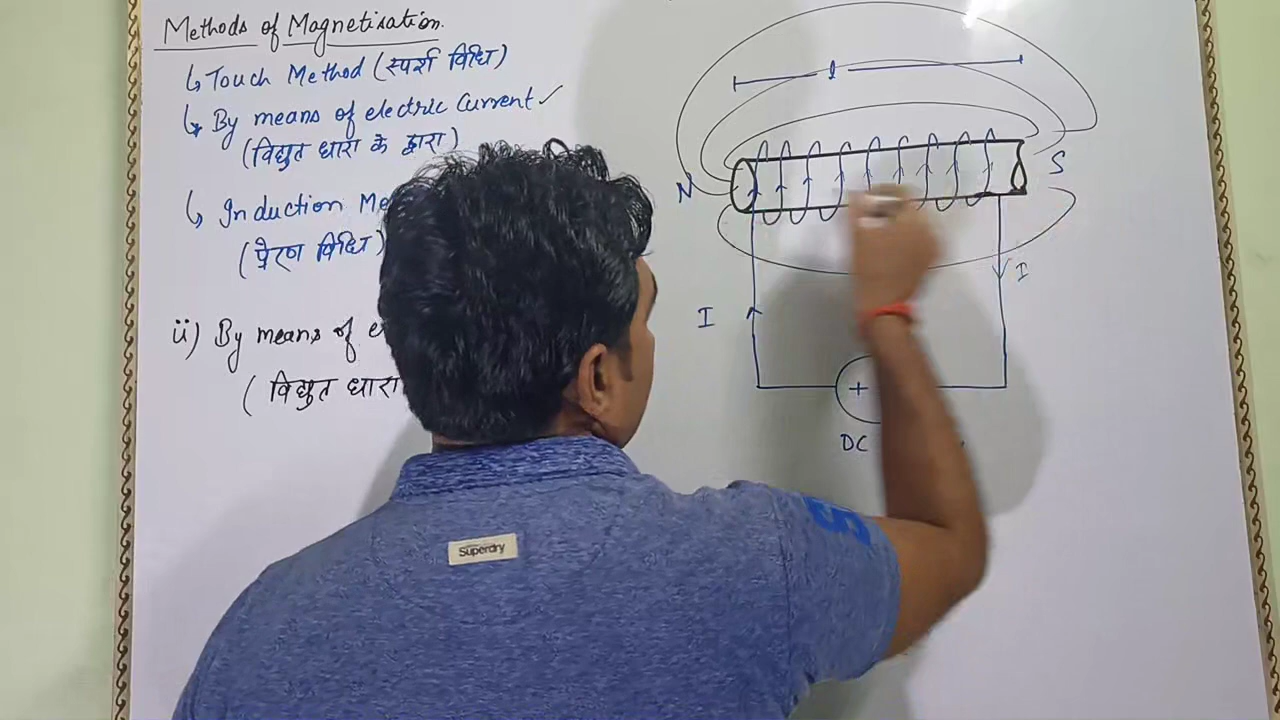 Methods of Magnetisation.
↳ Touch Method (स्पर्श विधि)
↳ By means of electric Current ✓
(विद्युत धारा के द्वारा)
↳ Induction Me
(प्रेरण विधि)
ii) By means of e
( विद्युत धारा
l
N
S
I
I
+
DC
Superdry